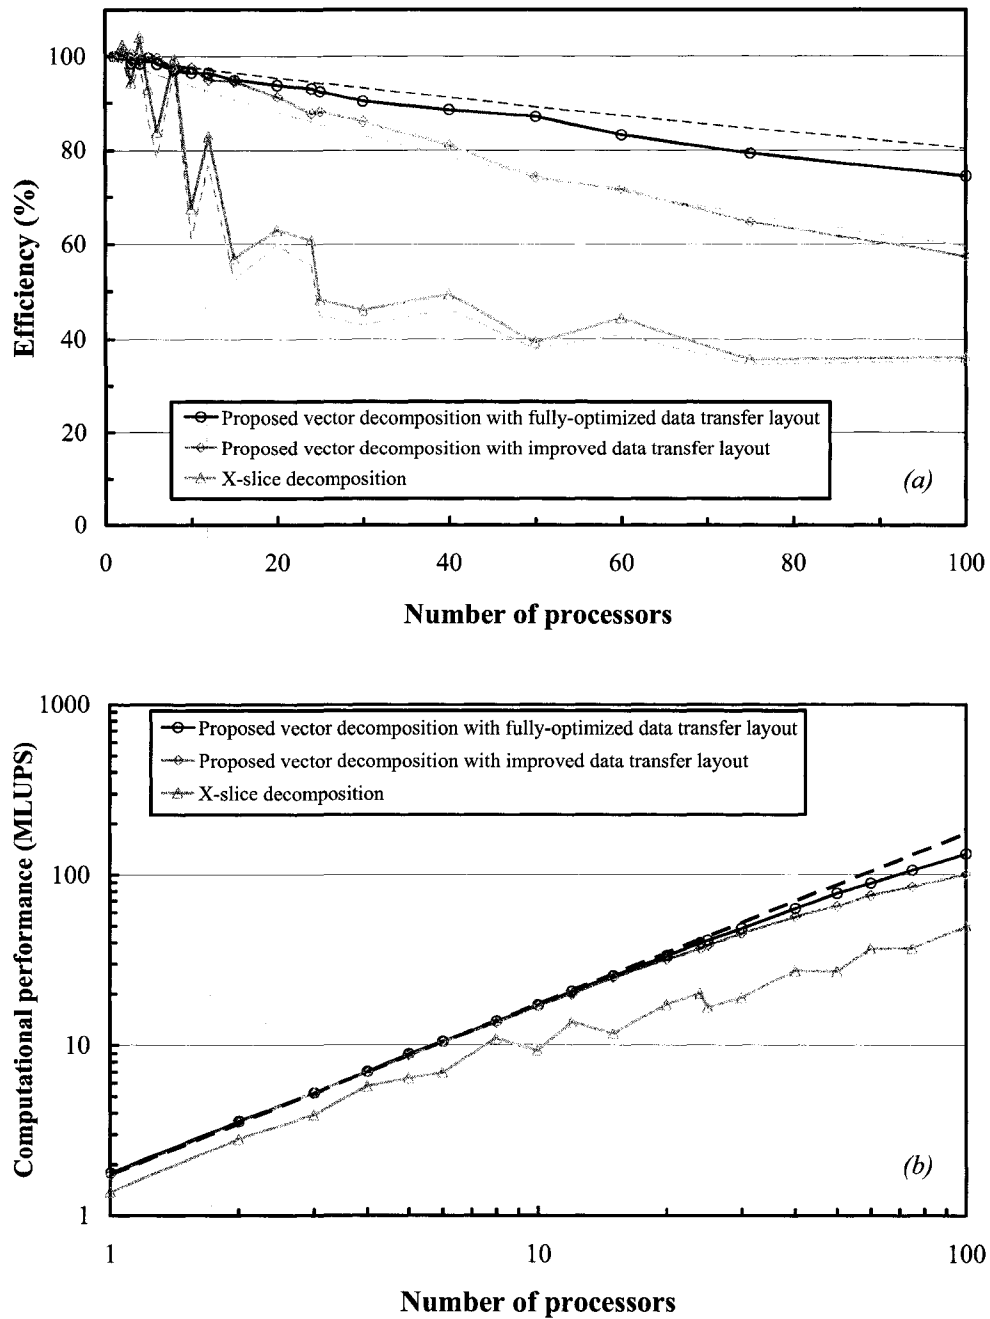 100
80
60
40
20
0
Efficiency (%)
Proposed vector decomposition with fully-optimized data transfer layout
Proposed vector decomposition with improved data transfer layout
X-slice decomposition
(a)
0 20 40 60 80 100
Number of processors
1000
100
10
1
Computational performance (MLUPS)
Proposed vector decomposition with fully-optimized data transfer layout
Proposed vector decomposition with improved data transfer layout
X-slice decomposition
(b)
1 10 100
Number of processors